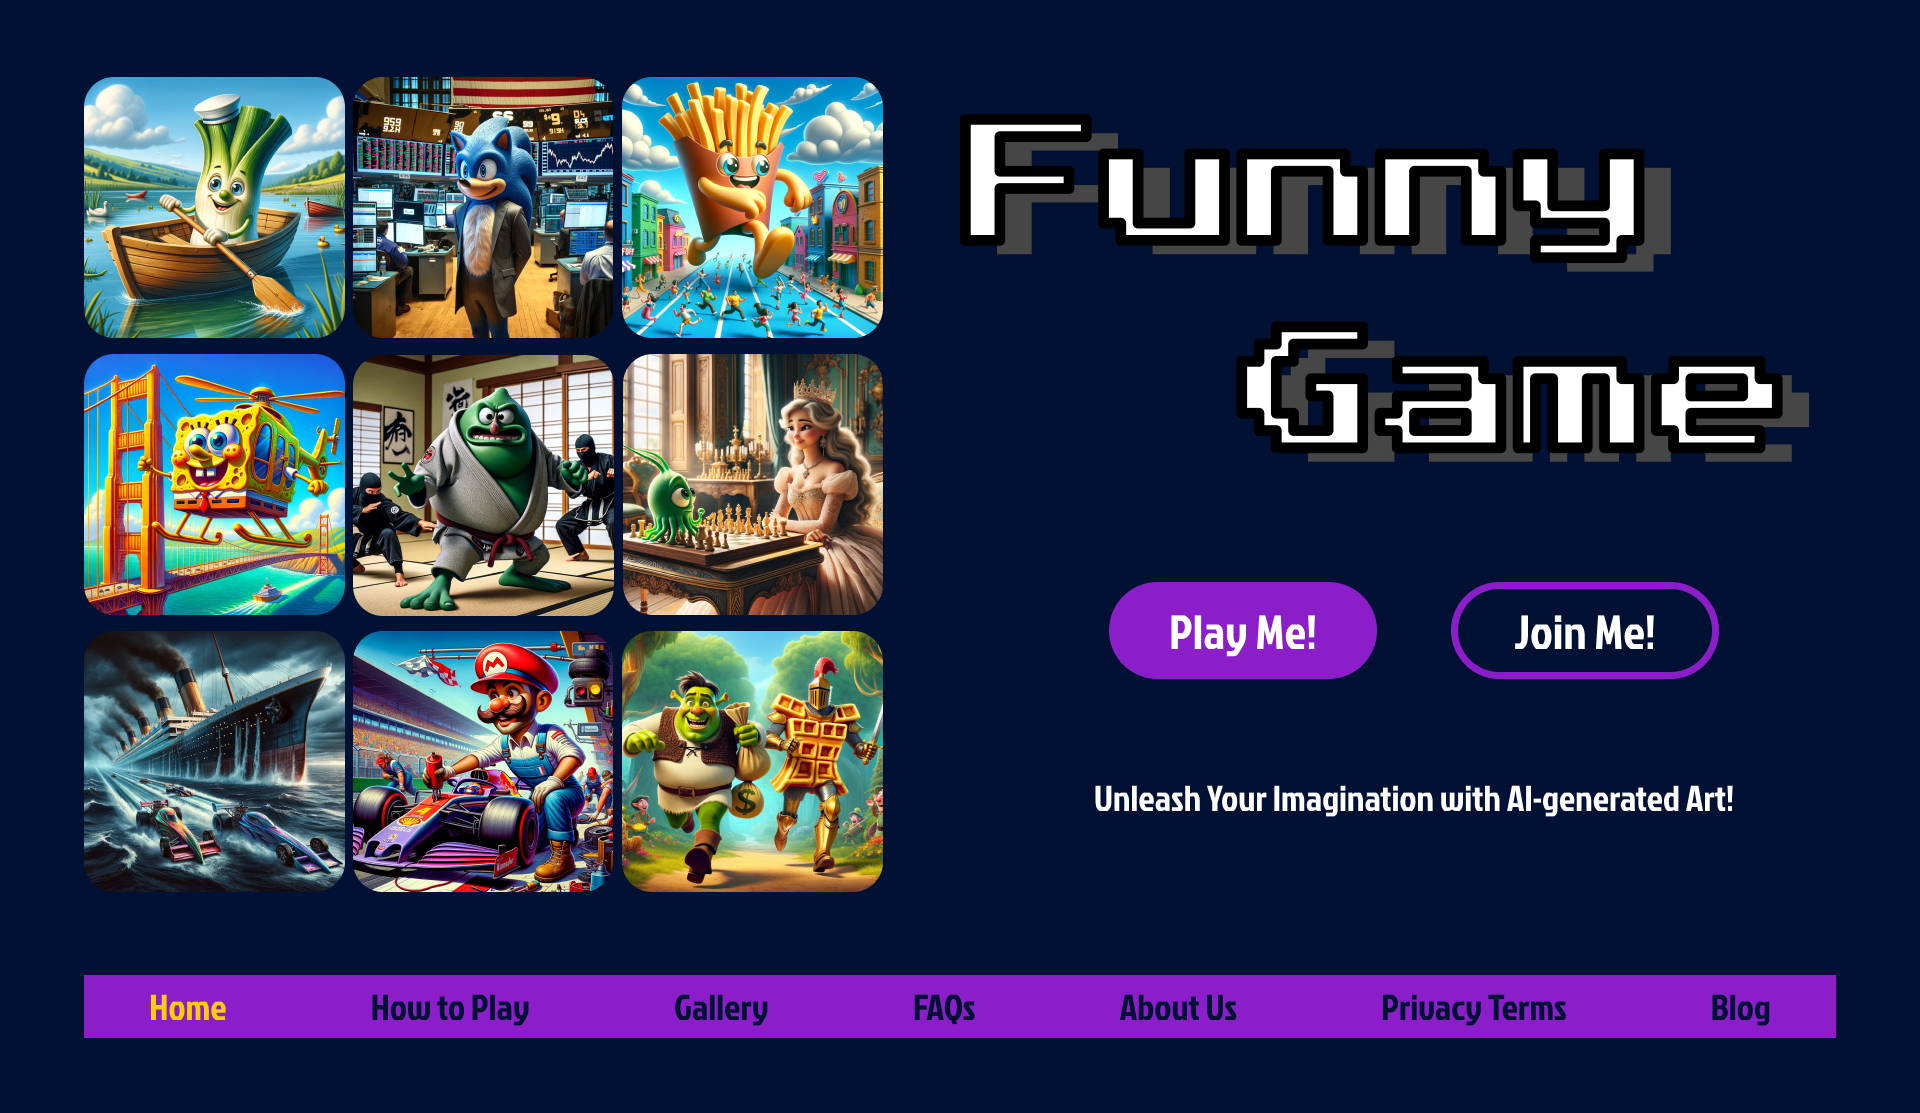 Funny
Game
Play Me!
Join Me!
Unleash Your Imagination with AI-generated Art!
Home
How to Play
Gallery
FAQs
About Us
Privacy Terms
Blog